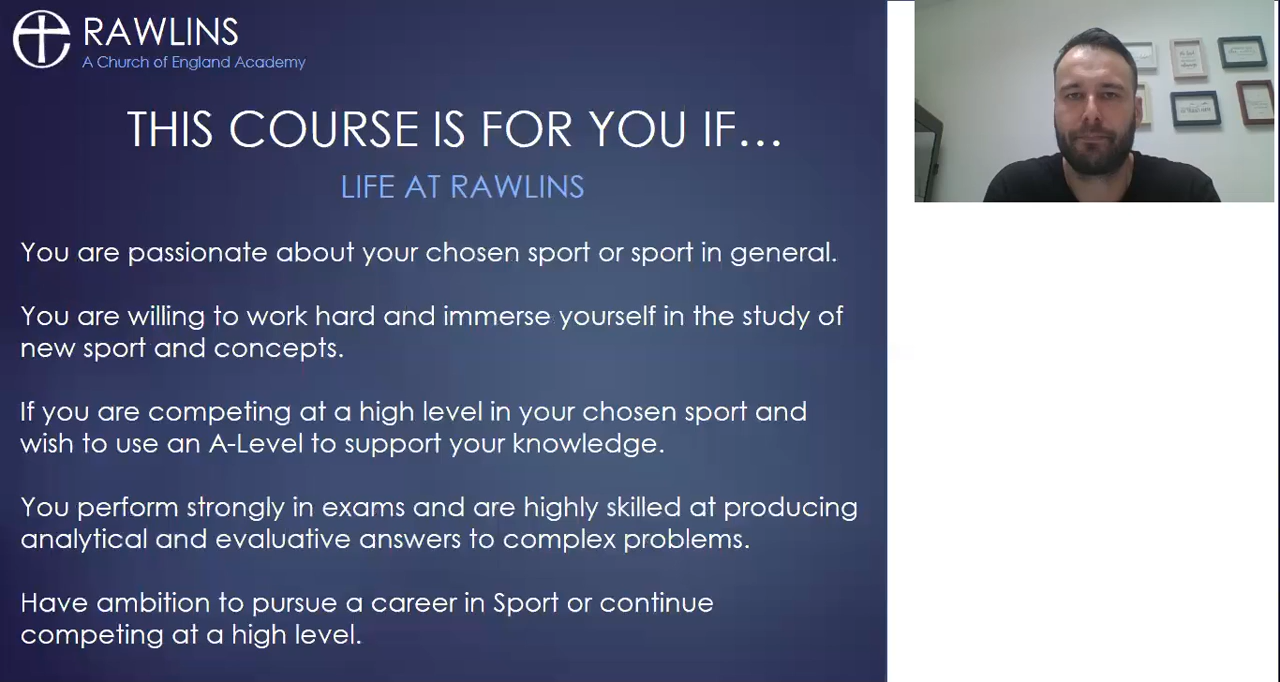 RAWLINS
A Church of England Academy
THIS COURSE IS FOR YOU IF...
LIFE AT RAWLINS
You are passionate about your chosen sport or sport in general.
You are willing to work hard and immerse yourself in the study of
new sport and concepts.
If you are competing at a high level in your chosen sport and
wish to use an A-Level to support your knowledge.
You perform strongly in exams and are highly skilled at producing
analytical and evaluative answers to complex problems.
Have ambition to pursue a career in Sport or continue
competing at a high level.